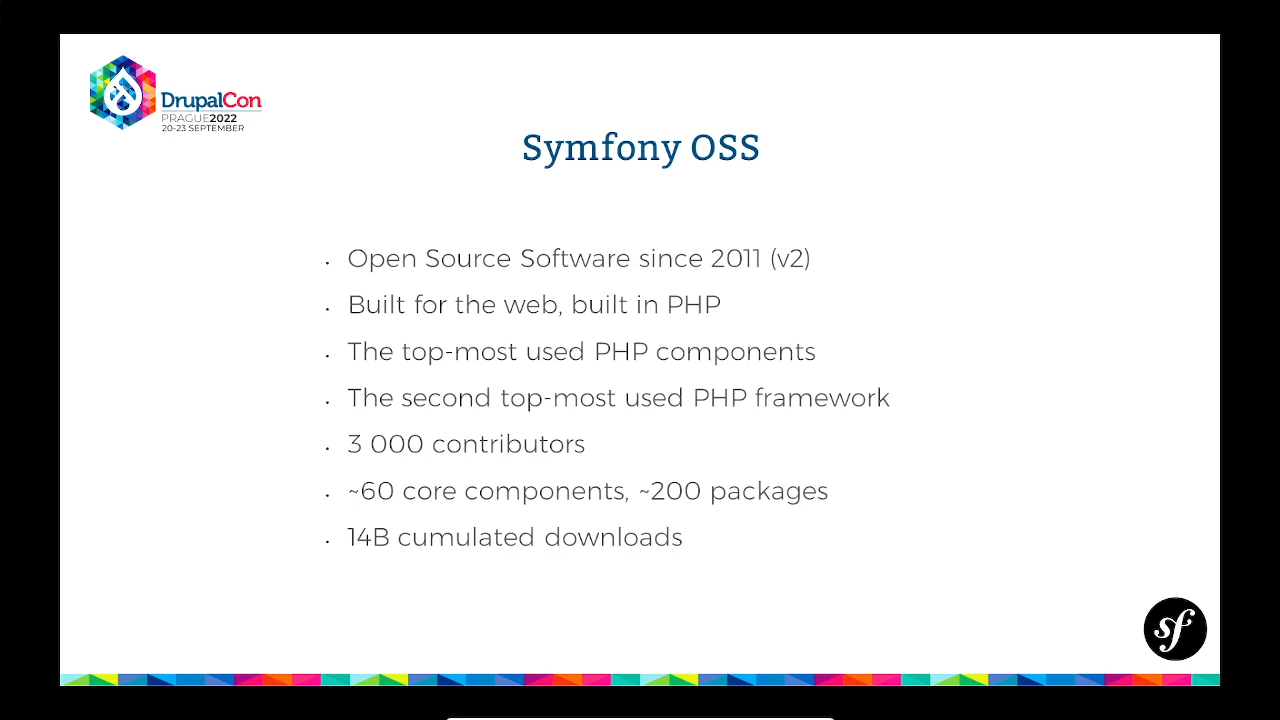 DrupalCon
PRAGUE2022
20-23 SEPTEMBER
Symfony OSS
• Open Source Software since 2011 (v2)
• Built for the web, built in PHP
• The top-most used PHP components
• The second top-most used PHP framework
• 3 000 contributors
• ~60 core components, ~200 packages
• 14B cumulated downloads
sf